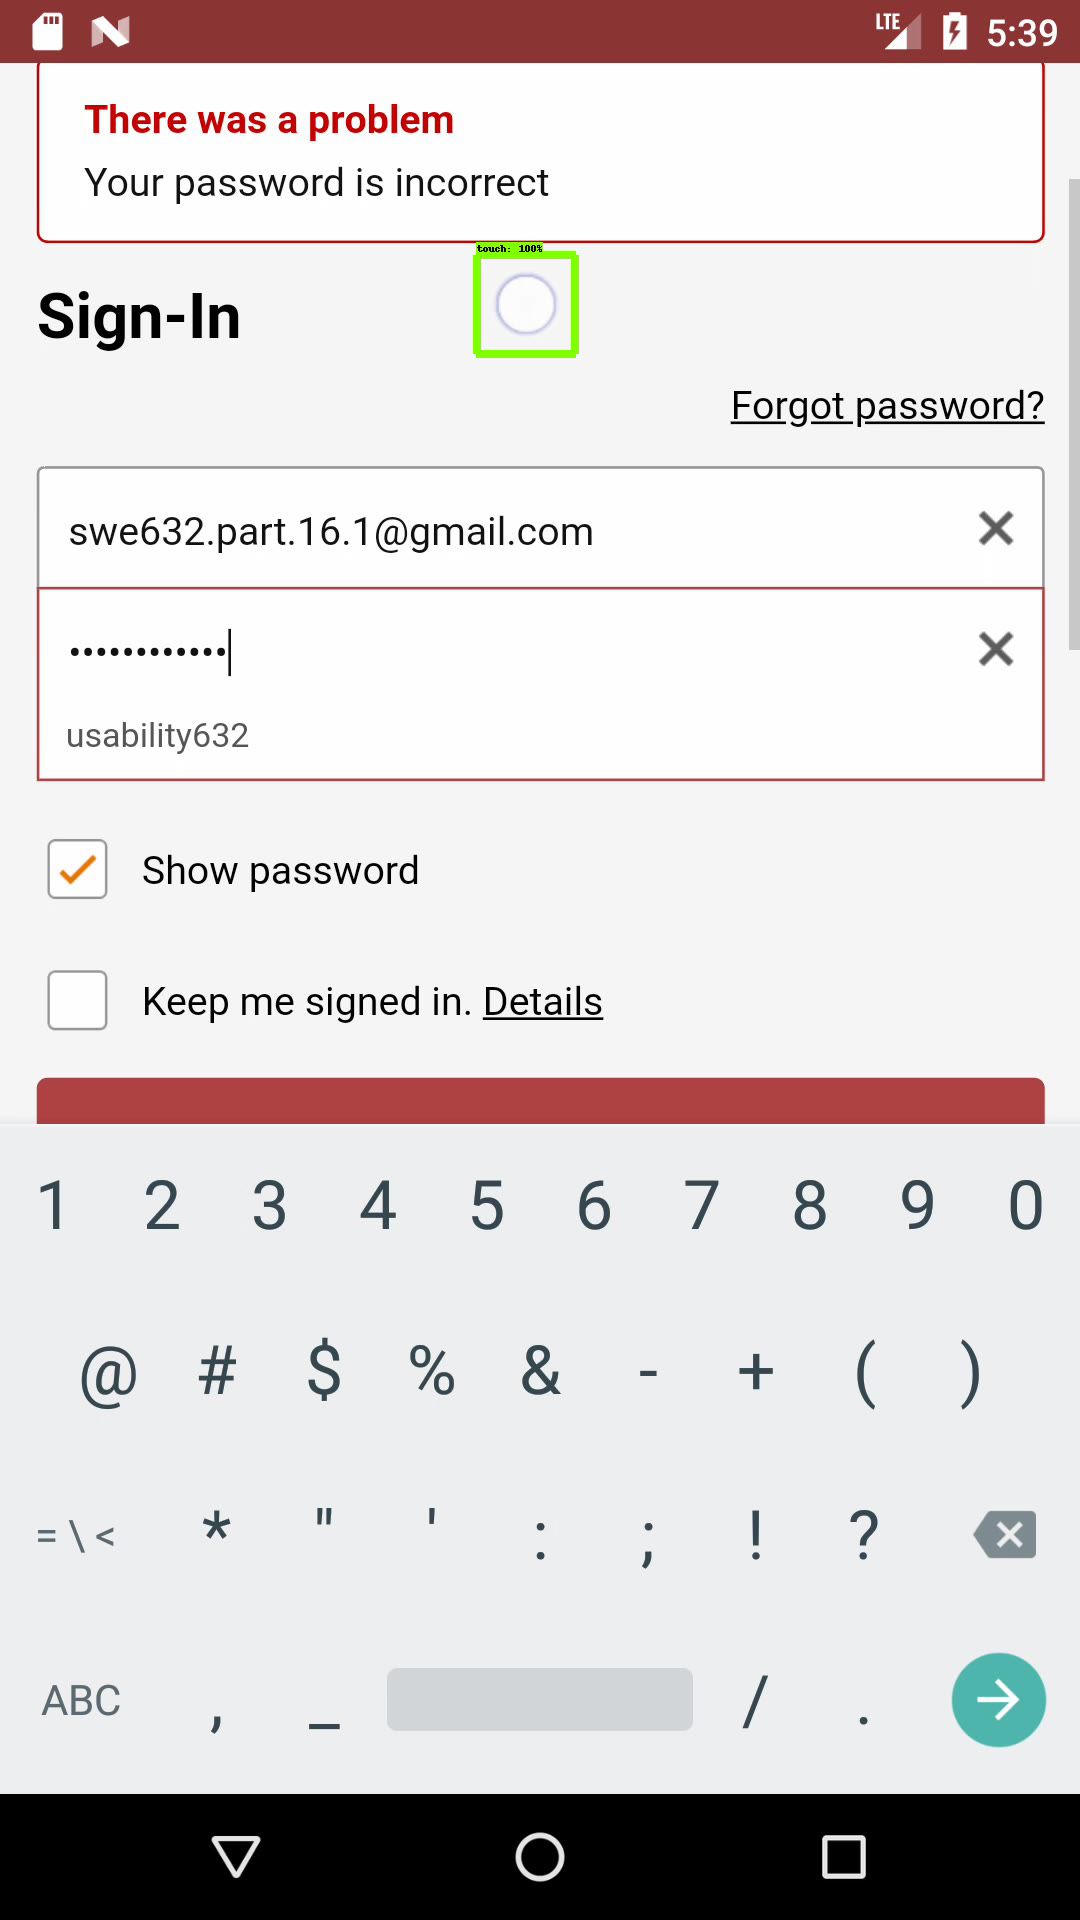 LTE 5:39
There was a problem
Your password is incorrect
touch: 100%
Sign-In
Forgot password?
swe632.part.16.1@gmail.com
••••••••••••
usability632
Show password
Keep me signed in. Details
1 2 3 4 5 6 7 8 9 0
@ # $ % & - + ( )
= \ < * " ' : ; ! ?
ABC , _ / .